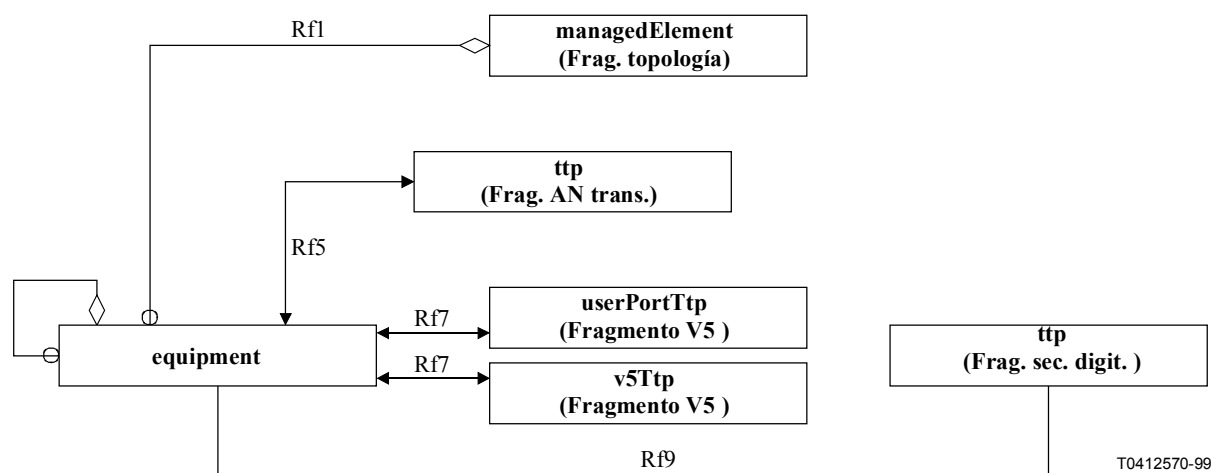 Rf1
managedElement
(Frag. topología)
ttp
(Frag. AN trans.)
Rf5
equipment
Rf7
userPortTtp
(Fragmento V5 )
Rf7
v5Ttp
(Fragmento V5 )
ttp
(Frag. sec. digit. )
Rf9
T0412570-99